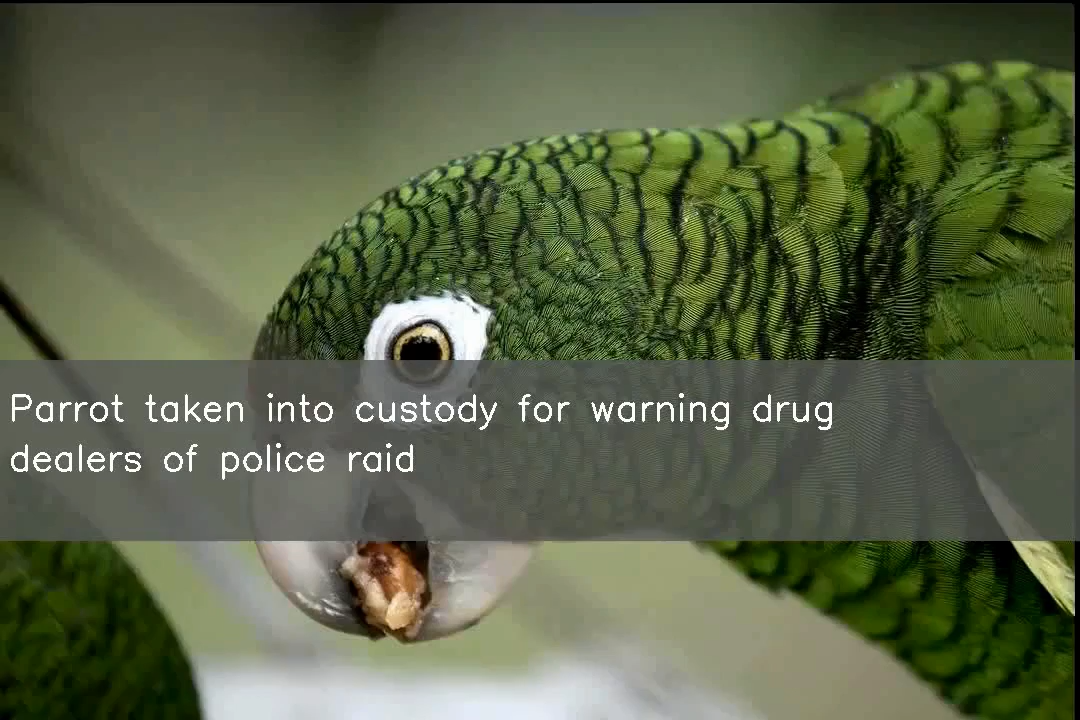 Parrot taken into custody for warning drug
dealers of police raid